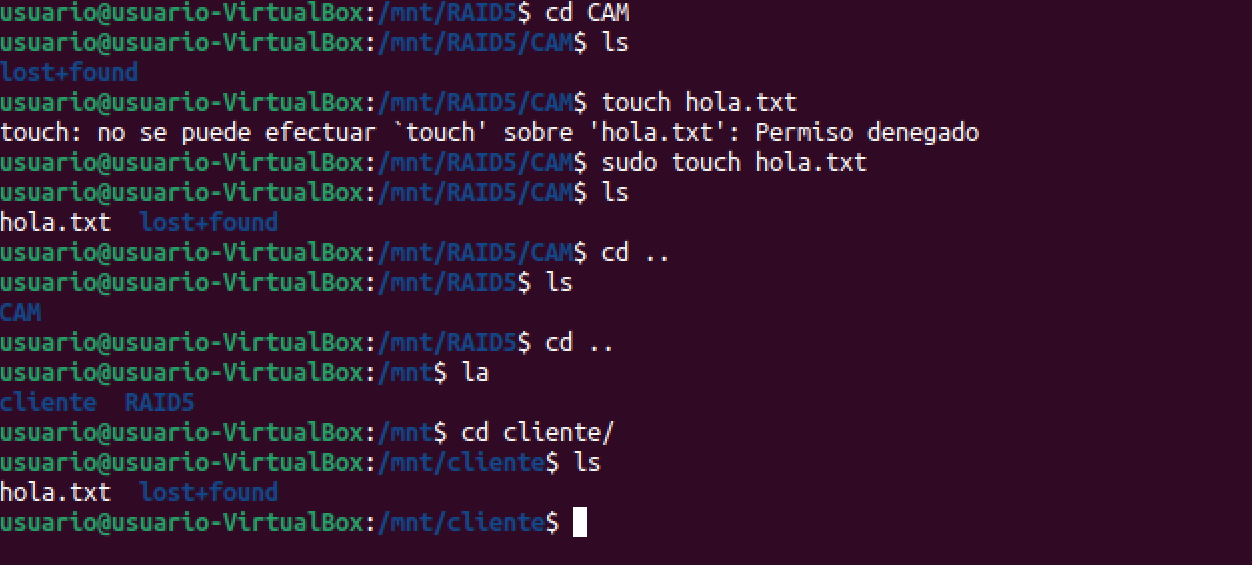 usuario@usuario-VirtualBox:/mnt/RAID5$ cd CAM
usuario@usuario-VirtualBox:/mnt/RAID5/CAM$ ls
lost+found
usuario@usuario-VirtualBox:/mnt/RAID5/CAM$ touch hola.txt
touch: no se puede efectuar `touch' sobre 'hola.txt': Permiso denegado
usuario@usuario-VirtualBox:/mnt/RAID5/CAM$ sudo touch hola.txt
usuario@usuario-VirtualBox:/mnt/RAID5/CAM$ ls
hola.txt  lost+found
usuario@usuario-VirtualBox:/mnt/RAID5/CAM$ cd ..
usuario@usuario-VirtualBox:/mnt/RAID5$ ls
CAM
usuario@usuario-VirtualBox:/mnt/RAID5$ cd ..
usuario@usuario-VirtualBox:/mnt$ la
cliente  RAID5
usuario@usuario-VirtualBox:/mnt$ cd cliente/
usuario@usuario-VirtualBox:/mnt/cliente$ ls
hola.txt  lost+found
usuario@usuario-VirtualBox:/mnt/cliente$